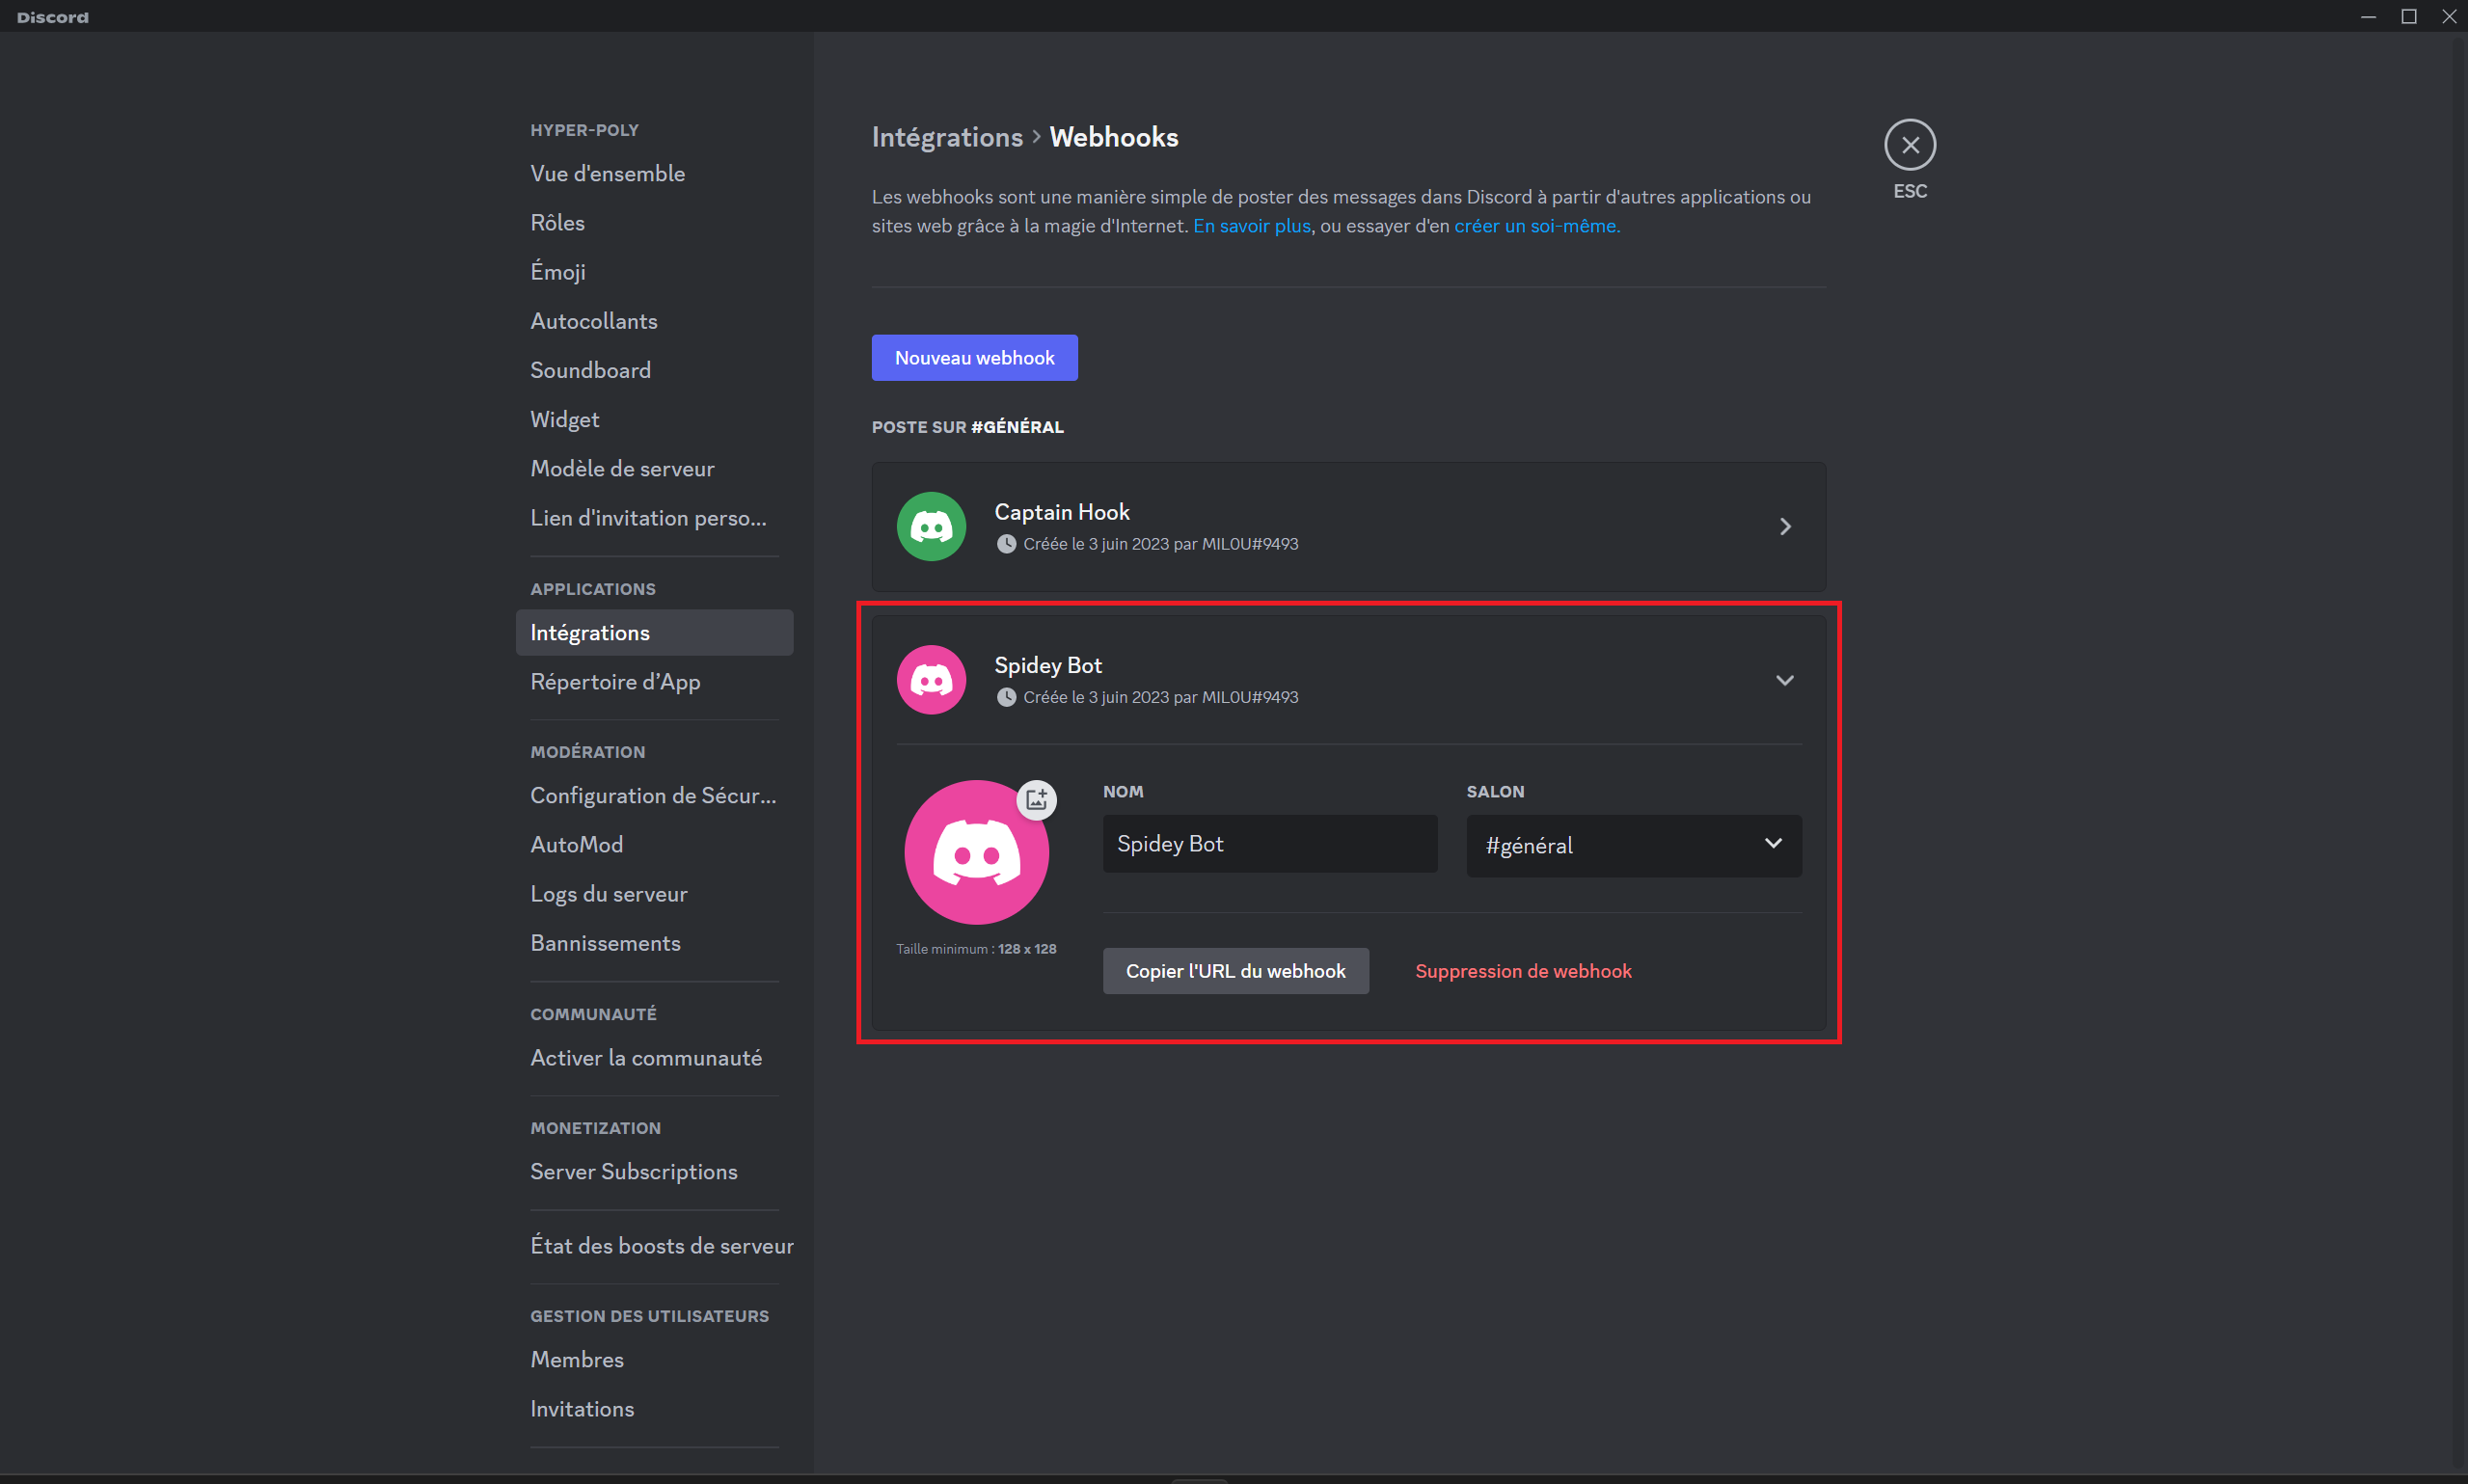 Discord
HYPER-POLY
Vue d'ensemble
Rôles
Émoji
Autocollants
Soundboard
Widget
Modèle de serveur
Lien d'invitation perso...
APPLICATIONS
Intégrations
Répertoire d’App
MODÉRATION
Configuration de Sécur...
AutoMod
Logs du serveur
Bannissements
COMMUNAUTÉ
Activer la communauté
MONETIZATION
Server Subscriptions
État des boosts de serveur
GESTION DES UTILISATEURS
Membres
Invitations
Intégrations > Webhooks
Les webhooks sont une manière simple de poster des messages dans Discord à partir d'autres applications ou
sites web grâce à la magie d'Internet. En savoir plus, ou essayer d'en créer un soi-même.
ESC
Nouveau webhook
POSTE SUR #GÉNÉRAL
Captain Hook
Créée le 3 juin 2023 par MIL0U#9493
Spidey Bot
Créée le 3 juin 2023 par MIL0U#9493
NOM
SALON
Spidey Bot
#général
Taille minimum : 128 x 128
Copier l'URL du webhook
Suppression de webhook